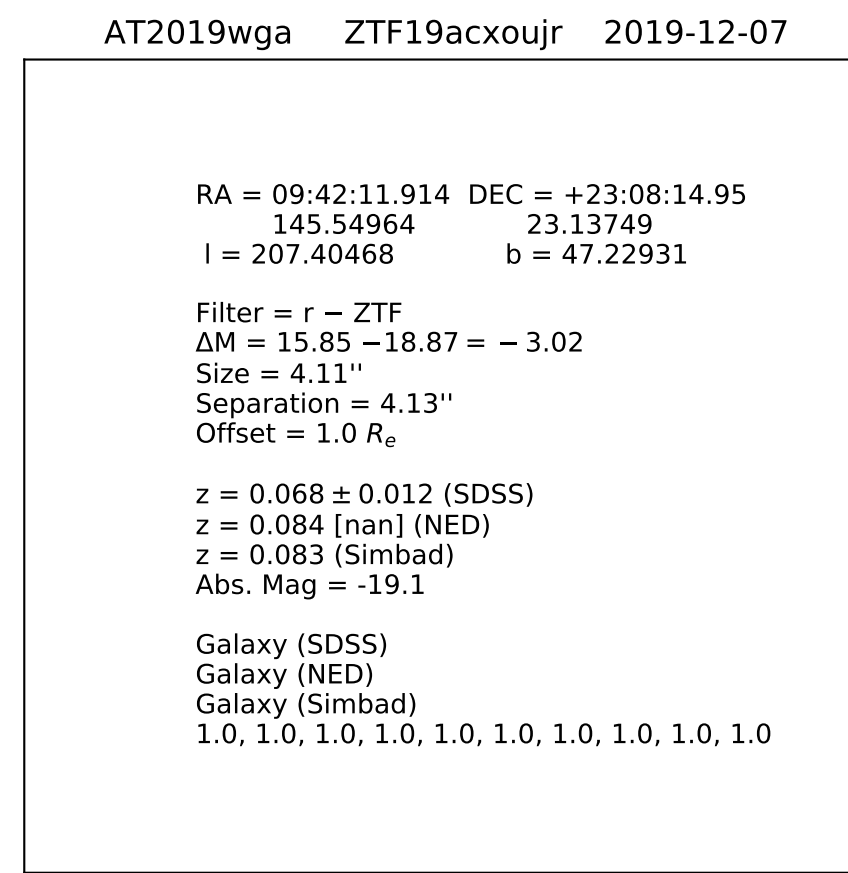 AT2019wga ZTF19acxoujr 2019-12-07
RA = 09:42:11.914 DEC = +23:08:14.95
145.54964 23.13749
l = 207.40468 b = 47.22931
Filter = r − ZTF
ΔM = 15.85 −18.87 = − 3.02
Size = 4.11''
Separation = 4.13''
Offset = 1.0 Rₑ
z = 0.068 ± 0.012 (SDSS)
z = 0.084 [nan] (NED)
z = 0.083 (Simbad)
Abs. Mag = -19.1
Galaxy (SDSS)
Galaxy (NED)
Galaxy (Simbad)
1.0, 1.0, 1.0, 1.0, 1.0, 1.0, 1.0, 1.0, 1.0, 1.0